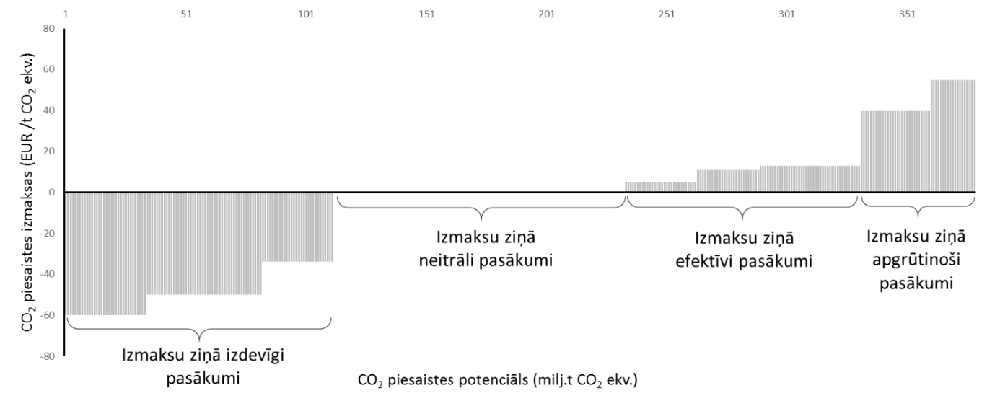 1 51 101 151 201 251 301 351
80
60
40
20
0
-20
-40
-60
-80
CO₂ piesaistes izmaksas (EUR /t CO₂ ekv.)
Izmaksu ziņā
neitrāli pasākumi
Izmaksu ziņā
efektīvi pasākumi
Izmaksu ziņā
apgrūtinoši
pasākumi
Izmaksu ziņā izdevīgi
pasākumi
CO₂ piesaistes potenciāls (milj.t CO₂ ekv.)